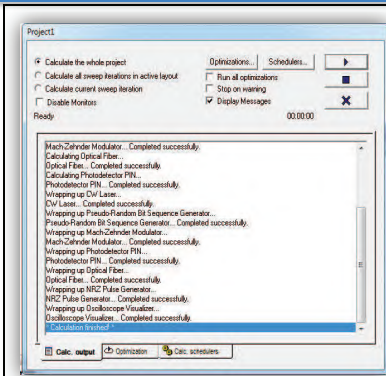 Project1
Calculate the whole project
Calculate all sweep iterations in active layout
Calculate current sweep iteration
Disable Monitors
Optimizations...
Schedulers...
Run all optimizations
Stop on warning
Display Messages
Ready
00:00:00
Mach-Zehnder Modulator... Completed successfully.
Calculating Optical Fiber...
Optical Fiber... Completed successfully.
Calculating Photodetector PIN...
Photodetector PIN... Completed successfully.
Wrapping up CW Laser...
CW Laser... Completed successfully.
Wrapping up Pseudo-Random Bit Sequence Generator...
Pseudo-Random Bit Sequence Generator... Completed successfully.
Wrapping up Mach-Zehnder Modulator...
Mach-Zehnder Modulator... Completed successfully.
Wrapping up Photodetector PIN...
Photodetector PIN... Completed successfully.
Wrapping up Optical Fiber...
Optical Fiber... Completed successfully.
Wrapping up NRZ Pulse Generator...
NRZ Pulse Generator... Completed successfully.
Wrapping up Oscilloscope Visualizer...
Oscilloscope Visualizer... Completed successfully.
* Calculation finished! *
Calc. output
Optimization
Calc. schedulers